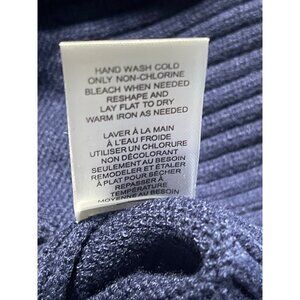 HAND WASH COLD
ONLY NON-CHLORINE
BLEACH WHEN NEEDED
RESHAPE AND
LAY FLAT TO DRY
WARM IRON AS NEEDED
LAVER À LA MAIN
À L'EAU FROIDE
UTILISER UN CHLORURE
NON DÉCOLORANT
SEULEMENT AU BESOIN
REMODELER ET ÉTALER
À PLAT POUR SÉCHER
REPASSER À
TEMPÉRATURE
MOYENNE AU BESOIN